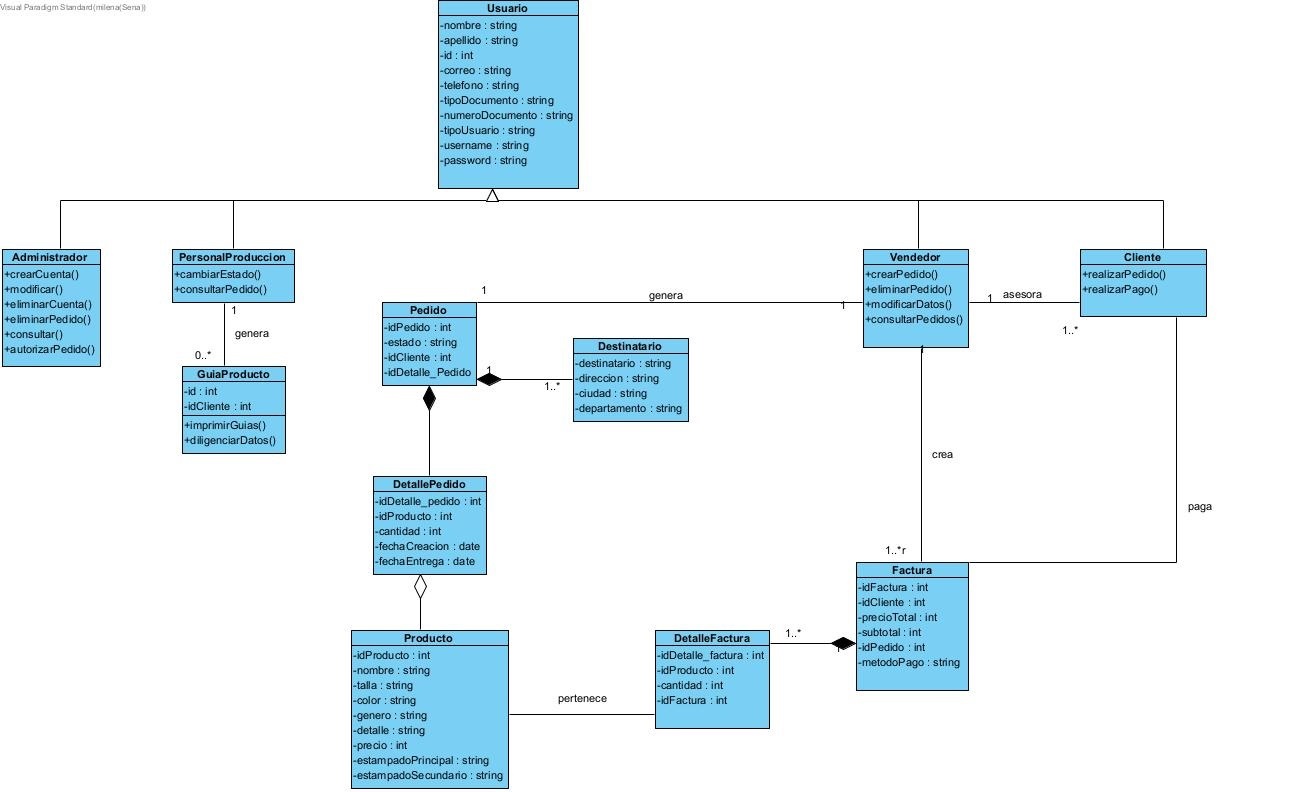 Visual Paradigm Standard(milena(Sena))
Usuario
-nombre : string
-apellido : string
-id : int
-correo : string
-telefono : string
-tipoDocumento : string
-numeroDocumento : string
-tipoUsuario : string
-username : string
-password : string
Administrador
+crearCuenta()
+modificar()
+eliminarCuenta()
+eliminarPedido()
+consultar()
+autorizarPedido()
PersonalProduccion
+cambiarEstado()
+consultarPedido()
1
genera
0..*
GuiaProducto
-id : int
-idCliente : int
+imprimirGuias()
+diligenciarDatos()
Vendedor
+crearPedido()
+eliminarPedido()
+modificarDatos()
+consultarPedidos()
Cliente
+realizarPedido()
+realizarPago()
1
asesora
1..*
1
genera
1
Pedido
-idPedido : int
-estado : string
-idCliente : int
-idDetalle_Pedido
1
1..*
Destinatario
-destinatario : string
-direccion : string
-ciudad : string
-departamento : string
1
crea
1..*r
paga
DetallePedido
-idDetalle_pedido : int
-idProducto : int
-cantidad : int
-fechaCreacion : date
-fechaEntrega : date
Factura
-idFactura : int
-idCliente : int
-precioTotal : int
-subtotal : int
-idPedido : int
-metodoPago : string
Producto
-idProducto : int
-nombre : string
-talla : string
-color : string
-genero : string
-detalle : string
-precio : int
-estampadoPrincipal : string
-estampadoSecundario : string
pertenece
DetalleFactura
-idDetalle_factura : int
-idProducto : int
-cantidad : int
-idFactura : int
1..*
1